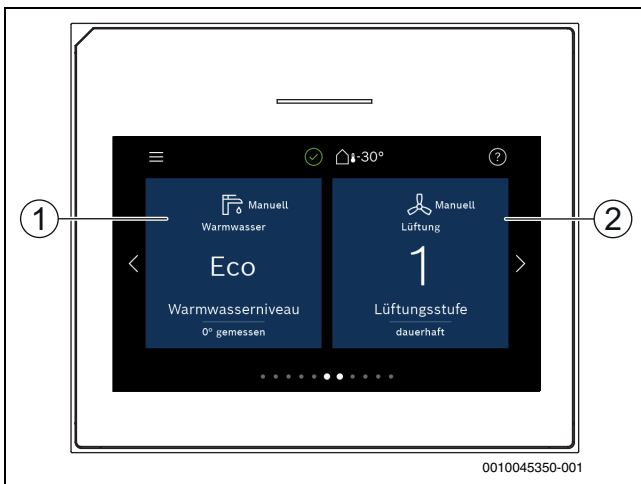 -30° ?
Manuell
Warmwasser
Eco
Warmwasserniveau
0° gemessen
Manuell
Lüftung
1
Lüftungsstufe
dauerhaft
1
2
0010045350-001